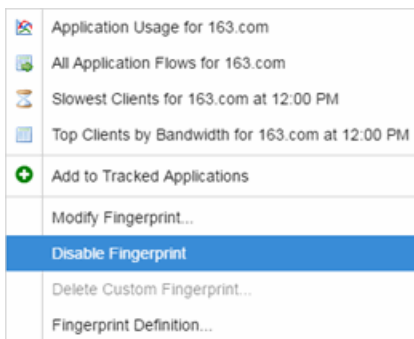 Application Usage for 163.com
All Application Flows for 163.com
Slowest Clients for 163.com at 12:00 PM
Top Clients by Bandwidth for 163.com at 12:00 PM
Add to Tracked Applications
Modify Fingerprint...
Disable Fingerprint
Delete Custom Fingerprint...
Fingerprint Definition...